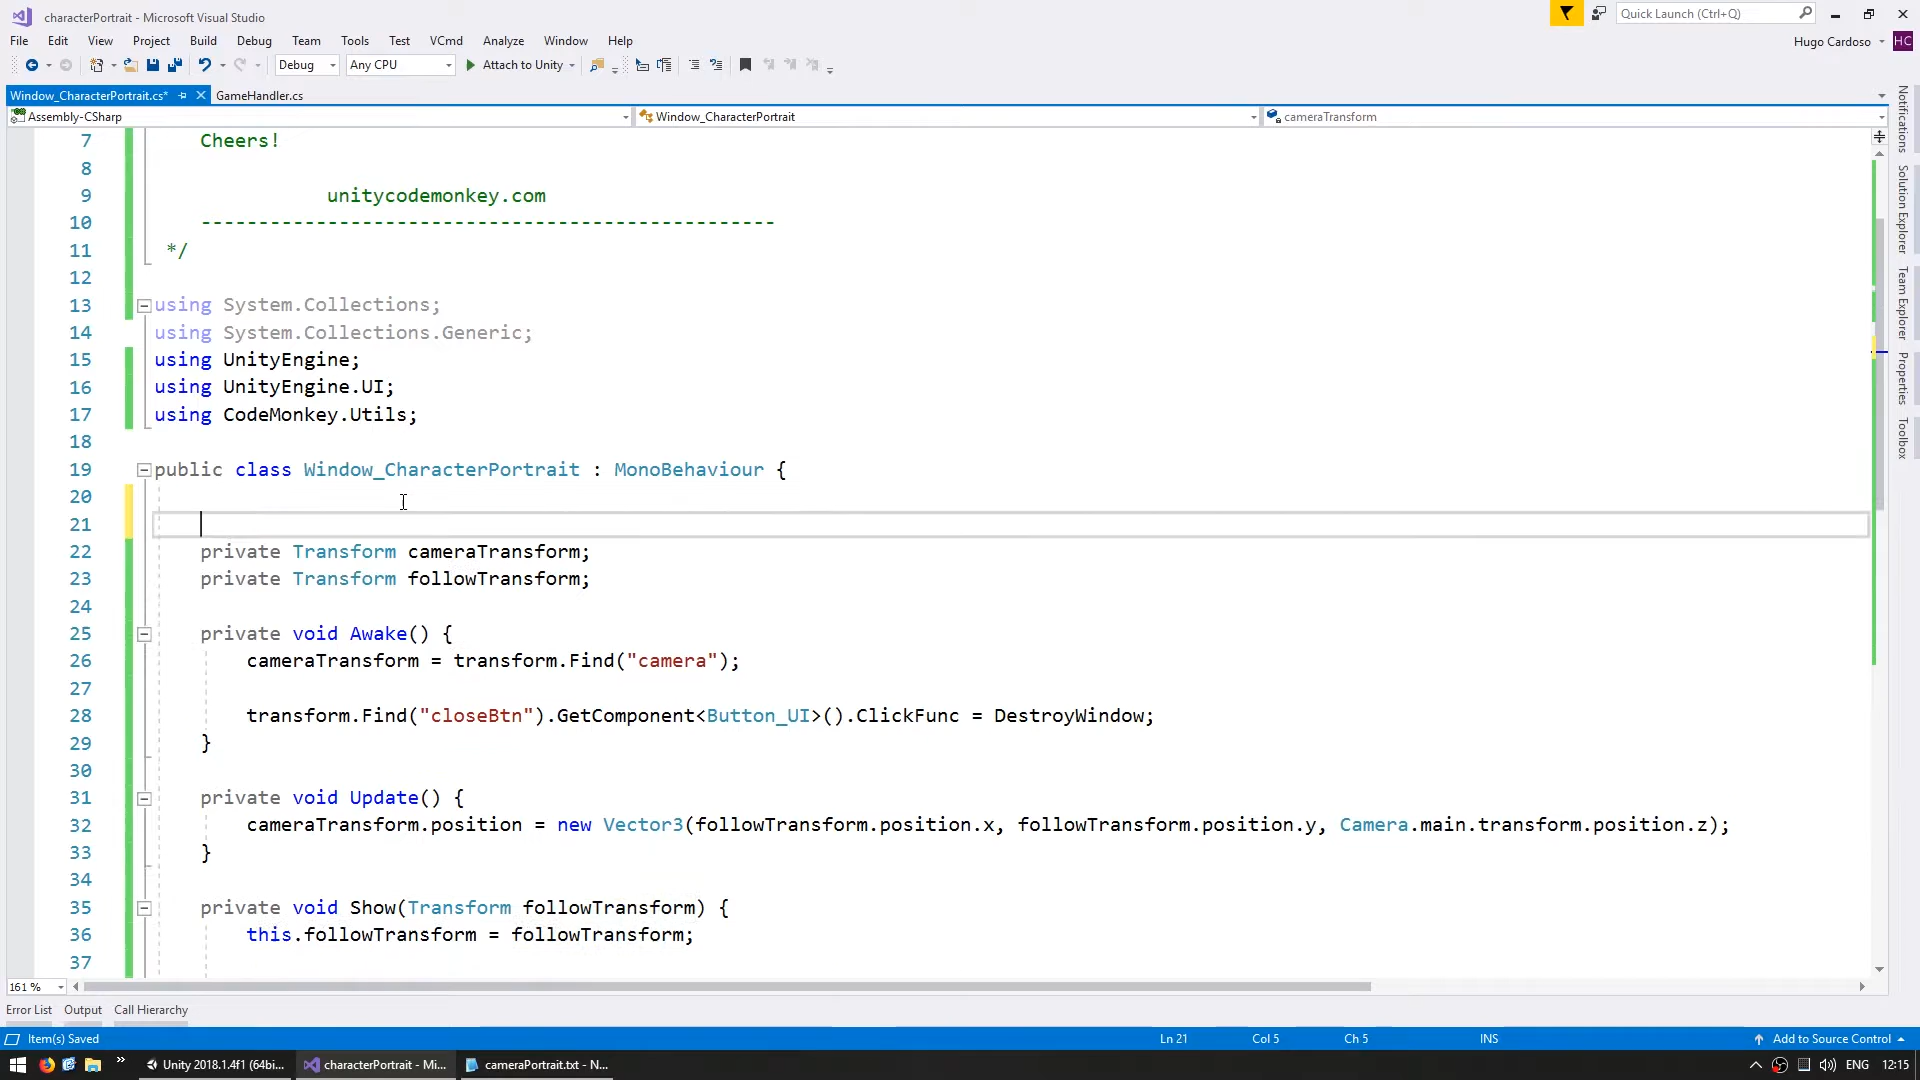 characterPortrait - Microsoft Visual Studio
Quick Launch (Ctrl+Q)
File Edit View Project Build Debug Team Tools Test VCmd Analyze Window Help
Hugo Cardoso HC
Debug Any CPU Attach to Unity
Window_CharacterPortrait.cs* GameHandler.cs
Assembly-CSharp Window_CharacterPortrait cameraTransform
7 Cheers!
8
9 unitycodemonkey.com
10 --------------------------------------------------
11 */
12
13 using System.Collections;
14 using System.Collections.Generic;
15 using UnityEngine;
16 using UnityEngine.UI;
17 using CodeMonkey.Utils;
18
19 public class Window_CharacterPortrait : MonoBehaviour {
20
21
22 private Transform cameraTransform;
23 private Transform followTransform;
24
25 private void Awake() {
26 cameraTransform = transform.Find("camera");
27
28 transform.Find("closeBtn").GetComponent<Button_UI>().ClickFunc = DestroyWindow;
29 }
30
31 private void Update() {
32 cameraTransform.position = new Vector3(followTransform.position.x, followTransform.position.y, Camera.main.transform.position.z);
33 }
34
35 private void Show(Transform followTransform) {
36 this.followTransform = followTransform;
37
Notifications
Solution Explorer
Team Explorer
Properties
Toolbox
161 %
Error List Output Call Hierarchy
Item(s) Saved Ln 21 Col 5 Ch 5 INS Add to Source Control
Unity 2018.1.4f1 (64bi... characterPortrait - Mi... cameraPortrait.txt - N... ENG 12:15